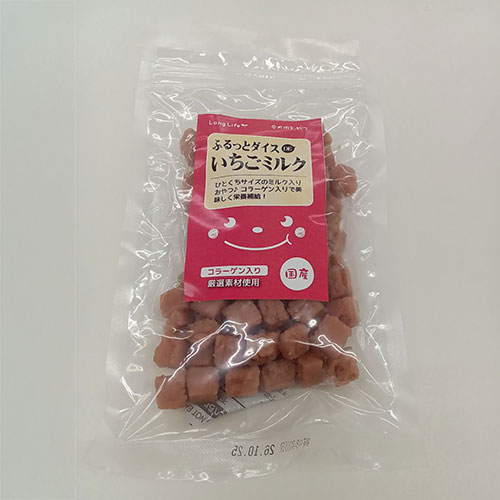 LongLife
ぷるっとダイス DE
いちごミルク
ひとくちサイズのミルク入り
おやつ♪コラーゲン入りで美
味しく栄養補給!
コラーゲン入り
厳選素材使用
国産
26.10.25